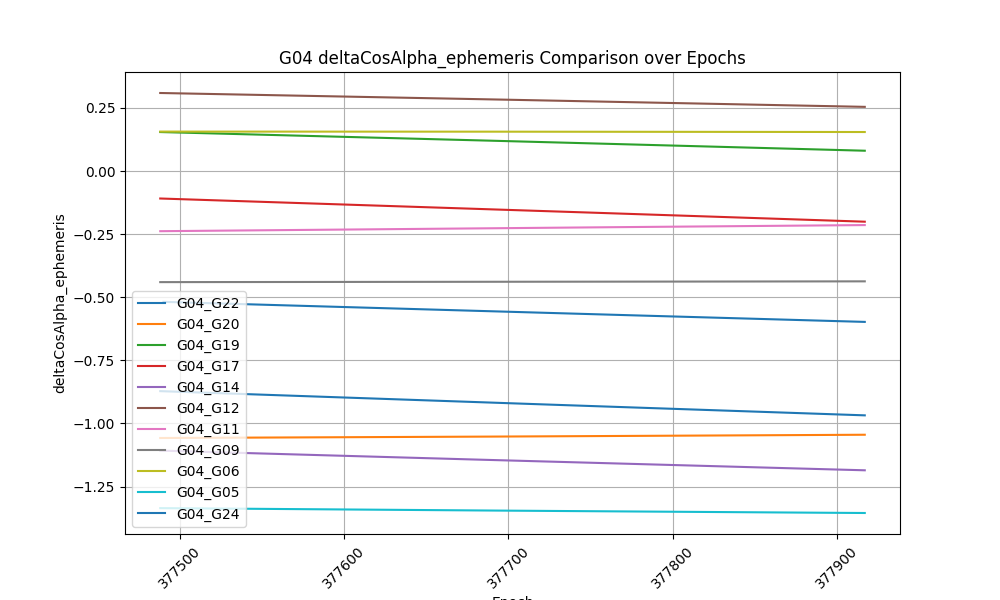 G04 deltaCosAlpha_ephemeris Comparison over Epochs
deltaCosAlpha_ephemeris
0.25
0.00
−0.25
−0.50
−0.75
−1.00
−1.25
G04_G22
G04_G20
G04_G19
G04_G17
G04_G14
G04_G12
G04_G11
G04_G09
G04_G06
G04_G05
G04_G24
377500
377600
377700
377800
377900
Epoch